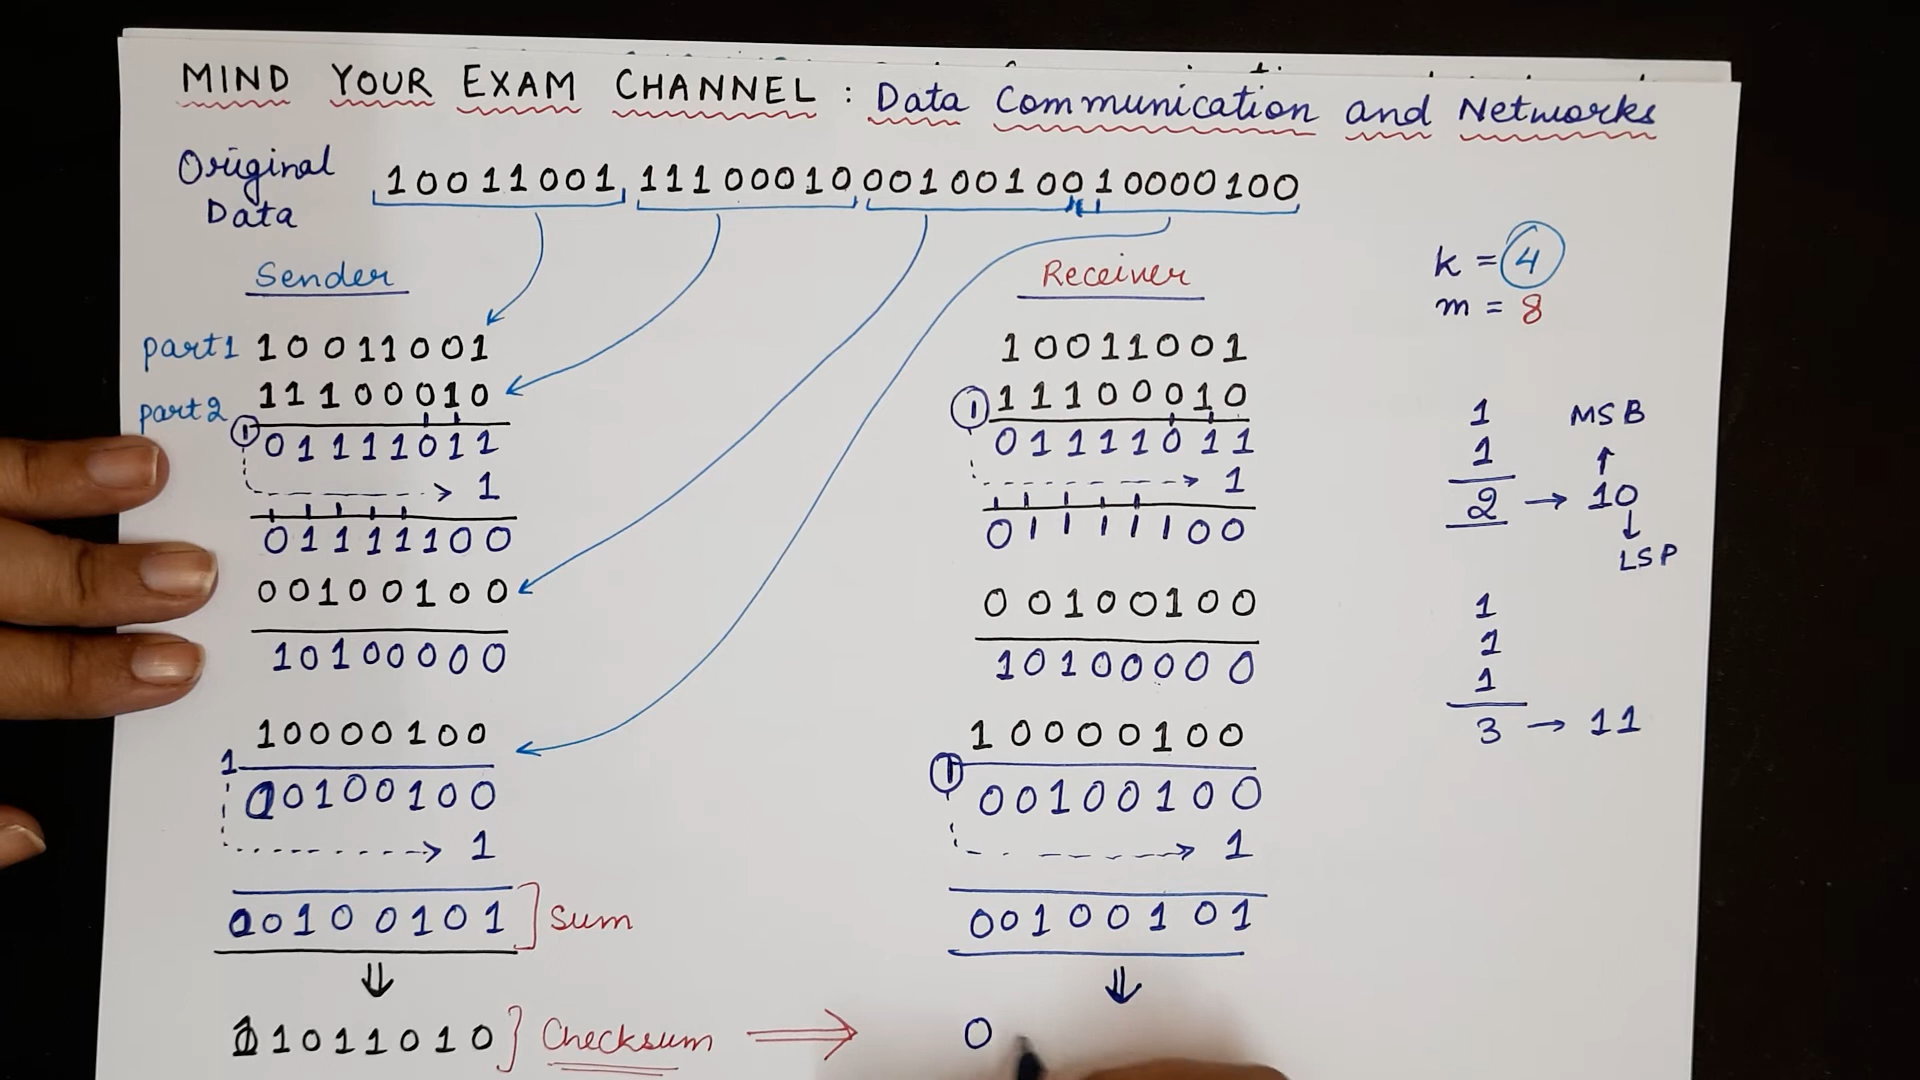 MIND YOUR EXAM CHANNEL : Data Communication and Networks
Original Data
10011001 11100010 00100100 10000100
Sender
part1 10011001
part2 11100010
1 01111011
1
01111100
00100100
10100000
10000100
1 00100100
1
00100101 Sum
⇓
11011010 Checksum ⇒
Receiver
10011001
1 11100010
01111011
1
01111100
00100100
10100000
10000100
1 00100100
1
00100101
⇓
0
k = 4
m = 8
1
1
2 → 10
MSB
↑
↓
LSP
1
1
1
3 → 11